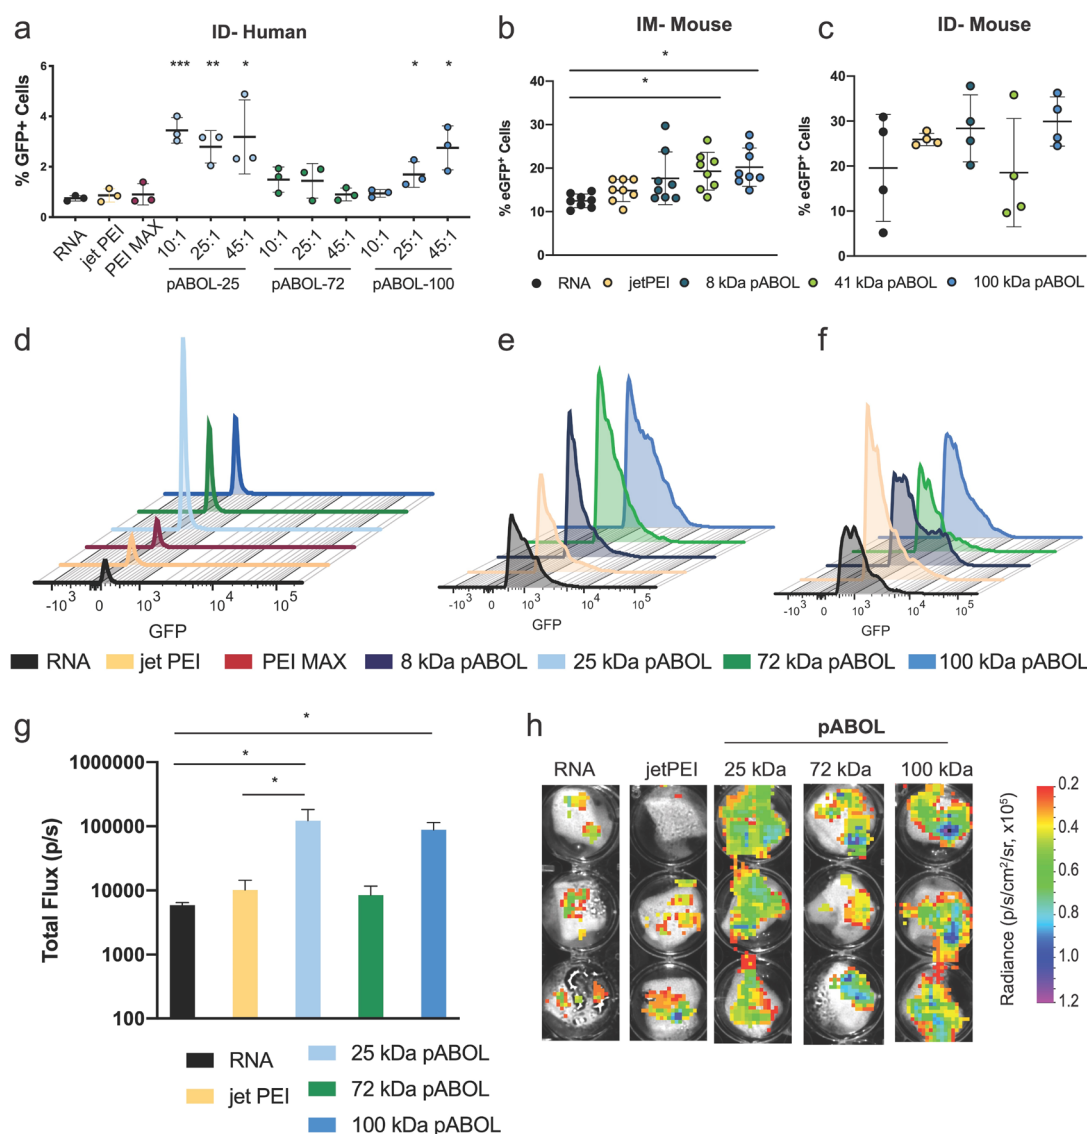 a
ID- Human
% GFP+ Cells
6
4
2
0
*** ** * * *
RNA
jet PEI
PEI MAX
10:1
25:1
45:1
10:1
25:1
45:1
10:1
25:1
45:1
pABOL-25 pABOL-72 pABOL-100
b
IM- Mouse
% eGFP+ Cells
40
30
20
10
0
*
*
c
ID- Mouse
% eGFP+ Cells
40
30
20
10
0
RNA jetPEI 8 kDa pABOL 41 kDa pABOL 100 kDa pABOL
d
-10³ 0 10³ 10⁴ 10⁵
GFP
e
-10³ 0 10³ 10⁴ 10⁵
GFP
f
-10³ 0 10³ 10⁴ 10⁵
GFP
RNA jet PEI PEI MAX 8 kDa pABOL 25 kDa pABOL 72 kDa pABOL 100 kDa pABOL
g
Total Flux (p/s)
1000000
100000
10000
1000
100
*
*
*
RNA
jet PEI
25 kDa pABOL
72 kDa pABOL
100 kDa pABOL
h
pABOL
RNA jetPEI 25 kDa 72 kDa 100 kDa
0.2
0.4
0.6
0.8
1.0
1.2
Radiance (p/s/cm²/sr, x10⁵)